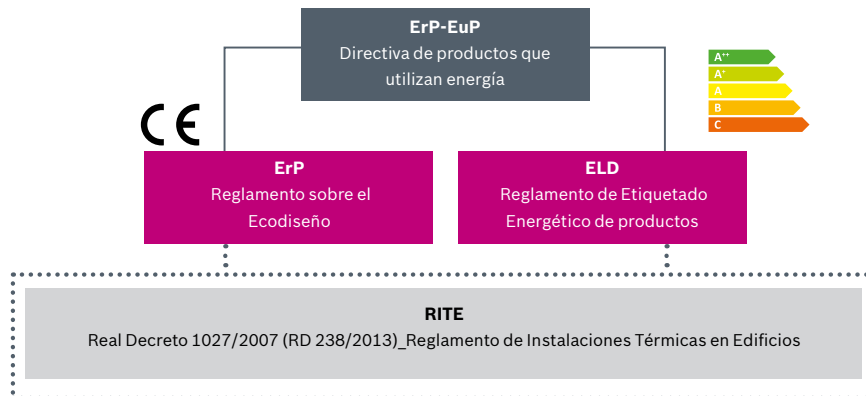 ErP-EuP
Directiva de productos que
utilizan energía
A++
A+
A
B
C
CE
ErP
Reglamento sobre el
Ecodiseño
ELD
Reglamento de Etiquetado
Energético de productos
RITE
Real Decreto 1027/2007 (RD 238/2013)_Reglamento de Instalaciones Térmicas en Edificios